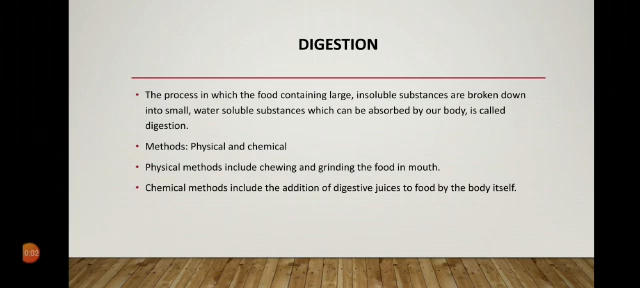 DIGESTION
• The process in which the food containing large, insoluble substances are broken down
into small, water soluble substances which can be absorbed by our body, is called
digestion.
• Methods: Physical and chemical
• Physical methods include chewing and grinding the food in mouth.
• Chemical methods include the addition of digestive juices to food by the body itself.
0:02